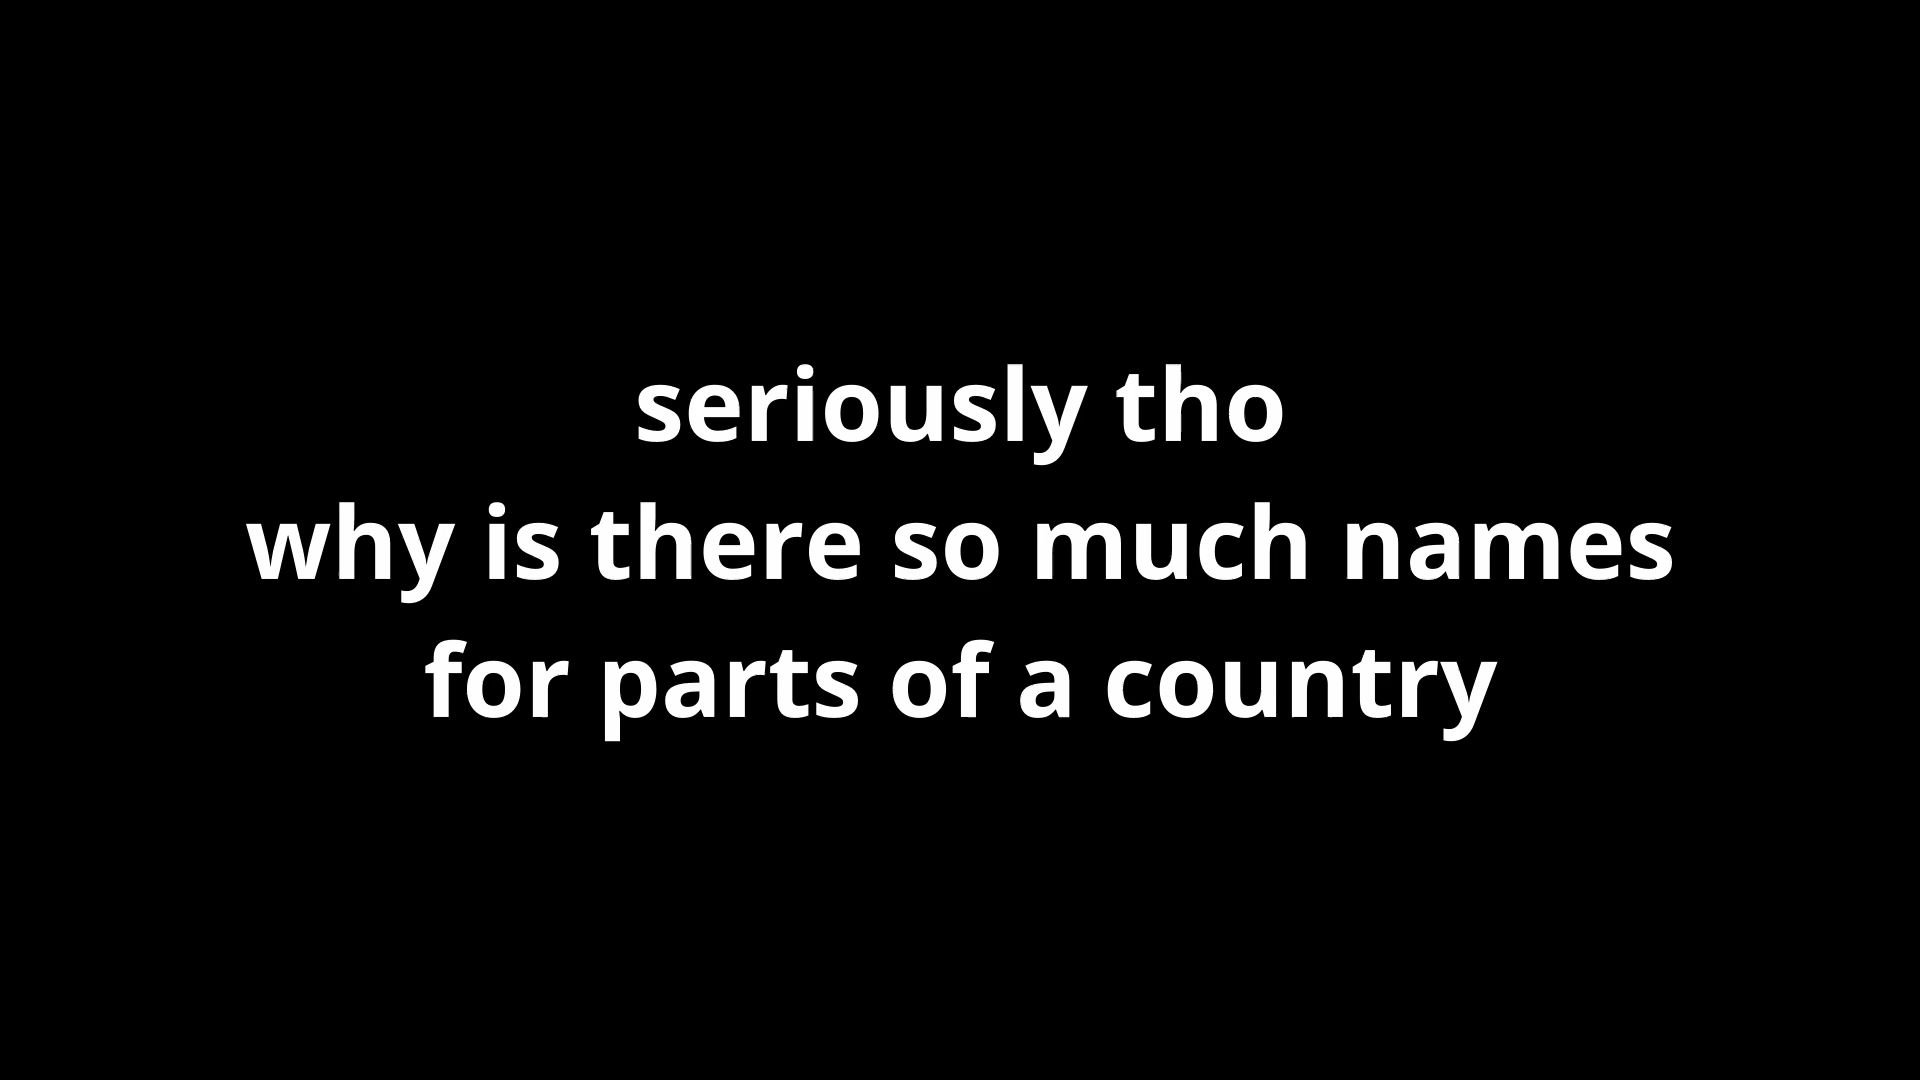 seriously tho
why is there so much names
for parts of a country